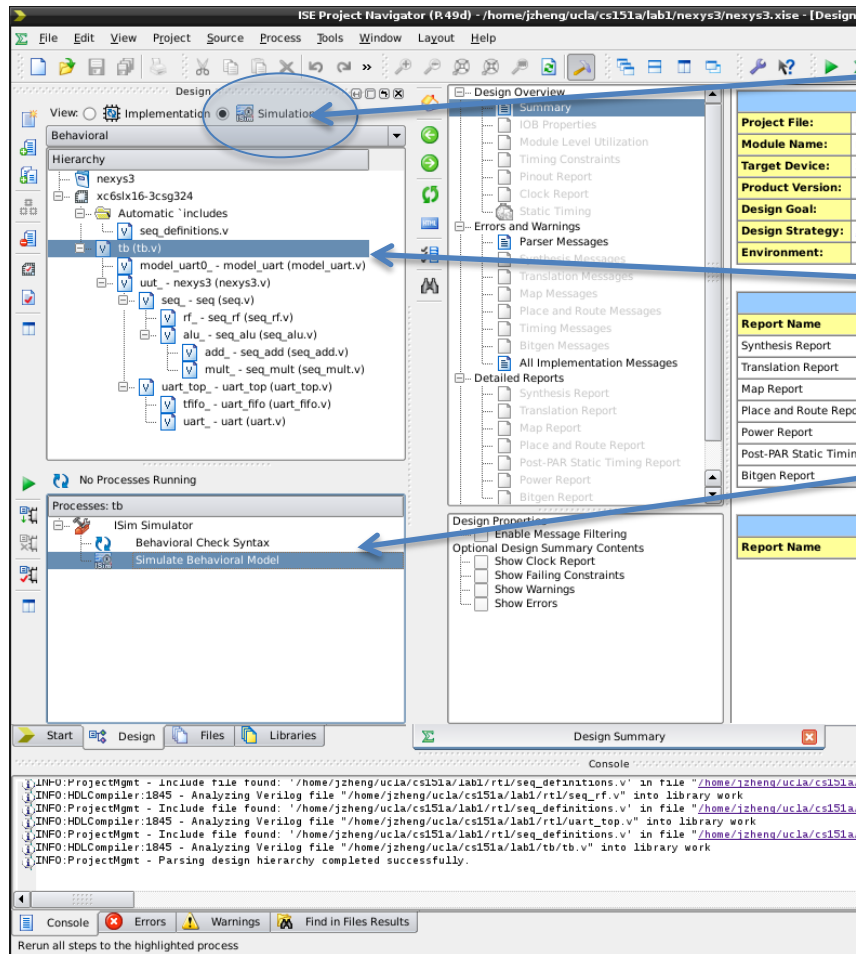 ISE Project Navigator (P.49d) - /home/jzheng/ucla/cs151a/lab1/nexys3/nexys3.xise - [Design
File Edit View Project Source Process Tools Window Layout Help
Design
View: Implementation Simulation
Behavioral
Hierarchy
nexys3
xc6slx16-3csg324
Automatic `includes
seq_definitions.v
tb (tb.v)
model_uart0_ - model_uart (model_uart.v)
uut_ - nexys3 (nexys3.v)
seq_ - seq (seq.v)
rf_ - seq_rf (seq_rf.v)
alu_ - seq_alu (seq_alu.v)
add_ - seq_add (seq_add.v)
mult_ - seq_mult (seq_mult.v)
uart_top_ - uart_top (uart_top.v)
tfifo_ - uart_fifo (uart_fifo.v)
uart_ - uart (uart.v)
No Processes Running
Processes: tb
ISim Simulator
Behavioral Check Syntax
Simulate Behavioral Model
Start Design Files Libraries
Design Overview
Summary
IOB Properties
Module Level Utilization
Timing Constraints
Pinout Report
Clock Report
Static Timing
Errors and Warnings
Parser Messages
Synthesis Messages
Translation Messages
Map Messages
Place and Route Messages
Timing Messages
Bitgen Messages
All Implementation Messages
Detailed Reports
Synthesis Report
Translation Report
Map Report
Place and Route Report
Post-PAR Static Timing Report
Power Report
Bitgen Report
Design Properties
Enable Message Filtering
Optional Design Summary Contents
Show Clock Report
Show Failing Constraints
Show Warnings
Show Errors
Design Summary
Project File:
Module Name:
Target Device:
Product Version:
Design Goal:
Design Strategy:
Environment:
Report Name
Synthesis Report
Translation Report
Map Report
Place and Route Repo
Power Report
Post-PAR Static Timin
Bitgen Report
Report Name
Console
INFO:ProjectMgmt - Include file found: '/home/jzheng/ucla/cs151a/lab1/rtl/seq_definitions.v' in file "/home/jzheng/ucla/cs151a/
INFO:HDLCompiler:1845 - Analyzing Verilog file "/home/jzheng/ucla/cs151a/lab1/rtl/seq_rf.v" into library work
INFO:ProjectMgmt - Include file found: '/home/jzheng/ucla/cs151a/lab1/rtl/seq_definitions.v' in file "/home/jzheng/ucla/cs151a/
INFO:HDLCompiler:1845 - Analyzing Verilog file "/home/jzheng/ucla/cs151a/lab1/rtl/uart_top.v" into library work
INFO:ProjectMgmt - Include file found: '/home/jzheng/ucla/cs151a/lab1/rtl/seq_definitions.v' in file "/home/jzheng/ucla/cs151a/
INFO:HDLCompiler:1845 - Analyzing Verilog file "/home/jzheng/ucla/cs151a/lab1/tb/tb.v" into library work
INFO:ProjectMgmt - Parsing design hierarchy completed successfully.
Console Errors Warnings Find in Files Results
Rerun all steps to the highlighted process